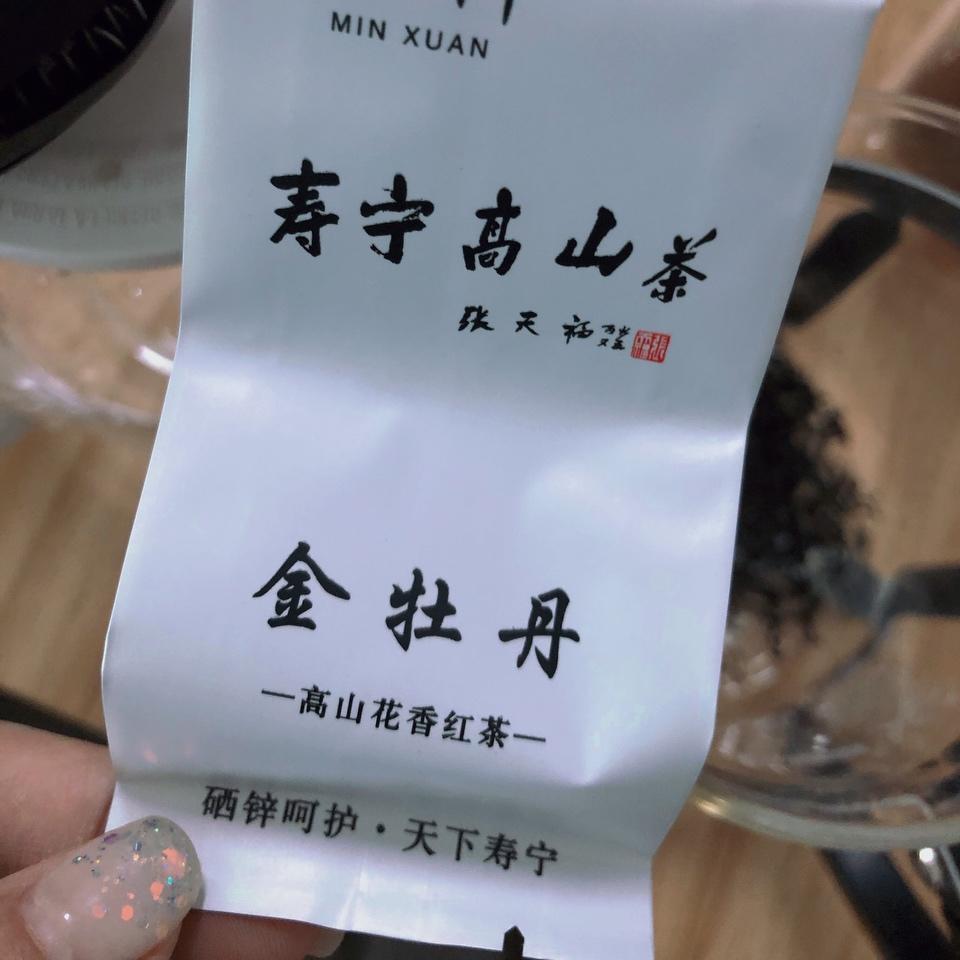 MIN XUAN
寿宁高山茶
张天福
金牡丹
—高山花香红茶—
硒锌呵护·天下寿宁